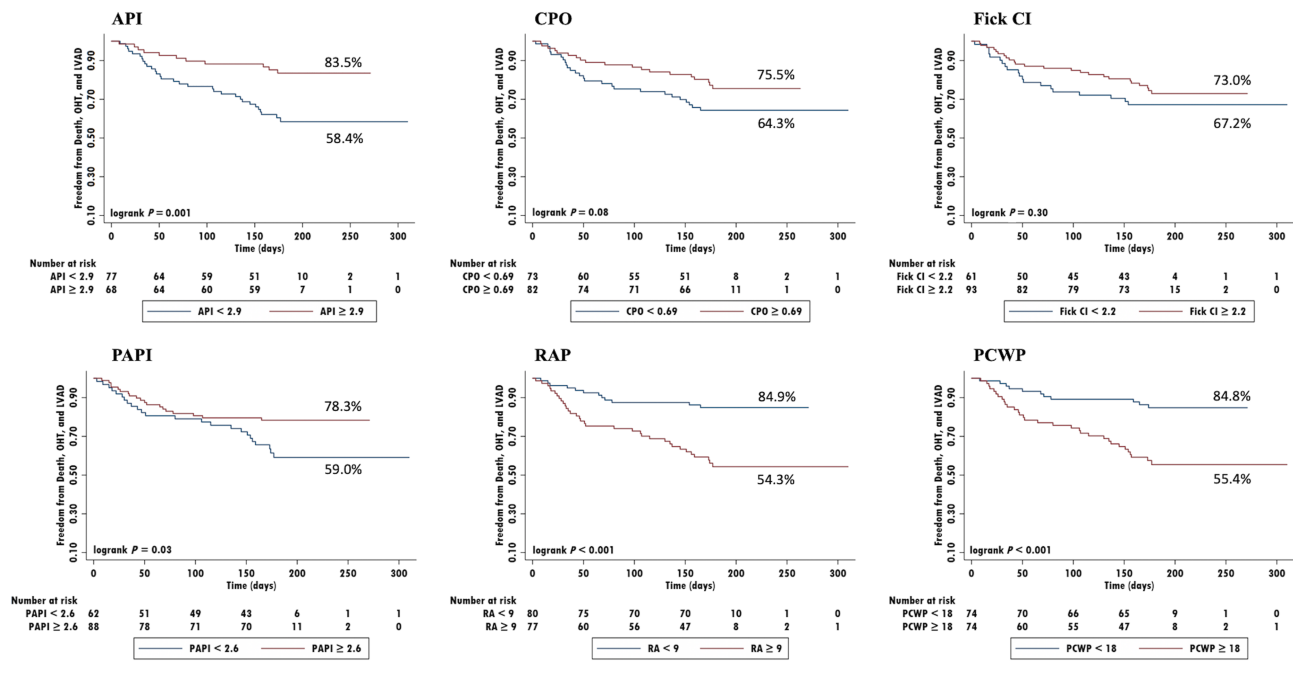 API
Freedom from Death, OHT, and LVAD
0.90
0.70
0.50
0.30
0.10
83.5%
58.4%
logrank P = 0.001
0 50 100 150 200 250 300
Time (days)
Number at risk
API < 2.9 77 64 59 51 10 2 1
API ≥ 2.9 68 64 60 59 7 1 0
API < 2.9 API ≥ 2.9
CPO
Freedom from Death, OHT, and LVAD
0.90
0.70
0.50
0.30
0.10
75.5%
64.3%
logrank P = 0.08
0 50 100 150 200 250 300
Time (days)
Number at risk
CPO < 0.69 73 60 55 51 8 2 1
CPO ≥ 0.69 82 74 71 66 11 1 0
CPO < 0.69 CPO ≥ 0.69
Fick CI
Freedom from Death, OHT, and LVAD
0.90
0.70
0.50
0.30
0.10
73.0%
67.2%
logrank P = 0.30
0 50 100 150 200 250 300
Time (days)
Number at risk
Fick CI < 2.2 61 50 45 43 4 1 1
Fick CI ≥ 2.2 93 82 79 73 15 2 0
Fick CI < 2.2 Fick CI ≥ 2.2
PAPI
Freedom from Death, OHT, and LVAD
0.90
0.70
0.50
0.30
0.10
78.3%
59.0%
logrank P = 0.03
0 50 100 150 200 250 300
Time (days)
Number at risk
PAPI < 2.6 62 51 49 43 6 1 1
PAPI ≥ 2.6 88 78 71 70 11 2 0
PAPI < 2.6 PAPI ≥ 2.6
RAP
Freedom from Death, OHT, and LVAD
0.90
0.70
0.50
0.30
0.10
84.9%
54.3%
logrank P < 0.001
0 50 100 150 200 250 300
Time (days)
Number at risk
RA < 9 80 75 70 70 10 1 0
RA ≥ 9 77 60 56 47 8 2 1
RA < 9 RA ≥ 9
PCWP
Freedom from Death, OHT, and LVAD
0.90
0.70
0.50
0.30
0.10
84.8%
55.4%
logrank P < 0.001
0 50 100 150 200 250 300
Time (days)
Number at risk
PCWP < 18 74 70 66 65 9 1 0
PCWP ≥ 18 74 60 55 47 8 2 1
PCWP < 18 PCWP ≥ 18